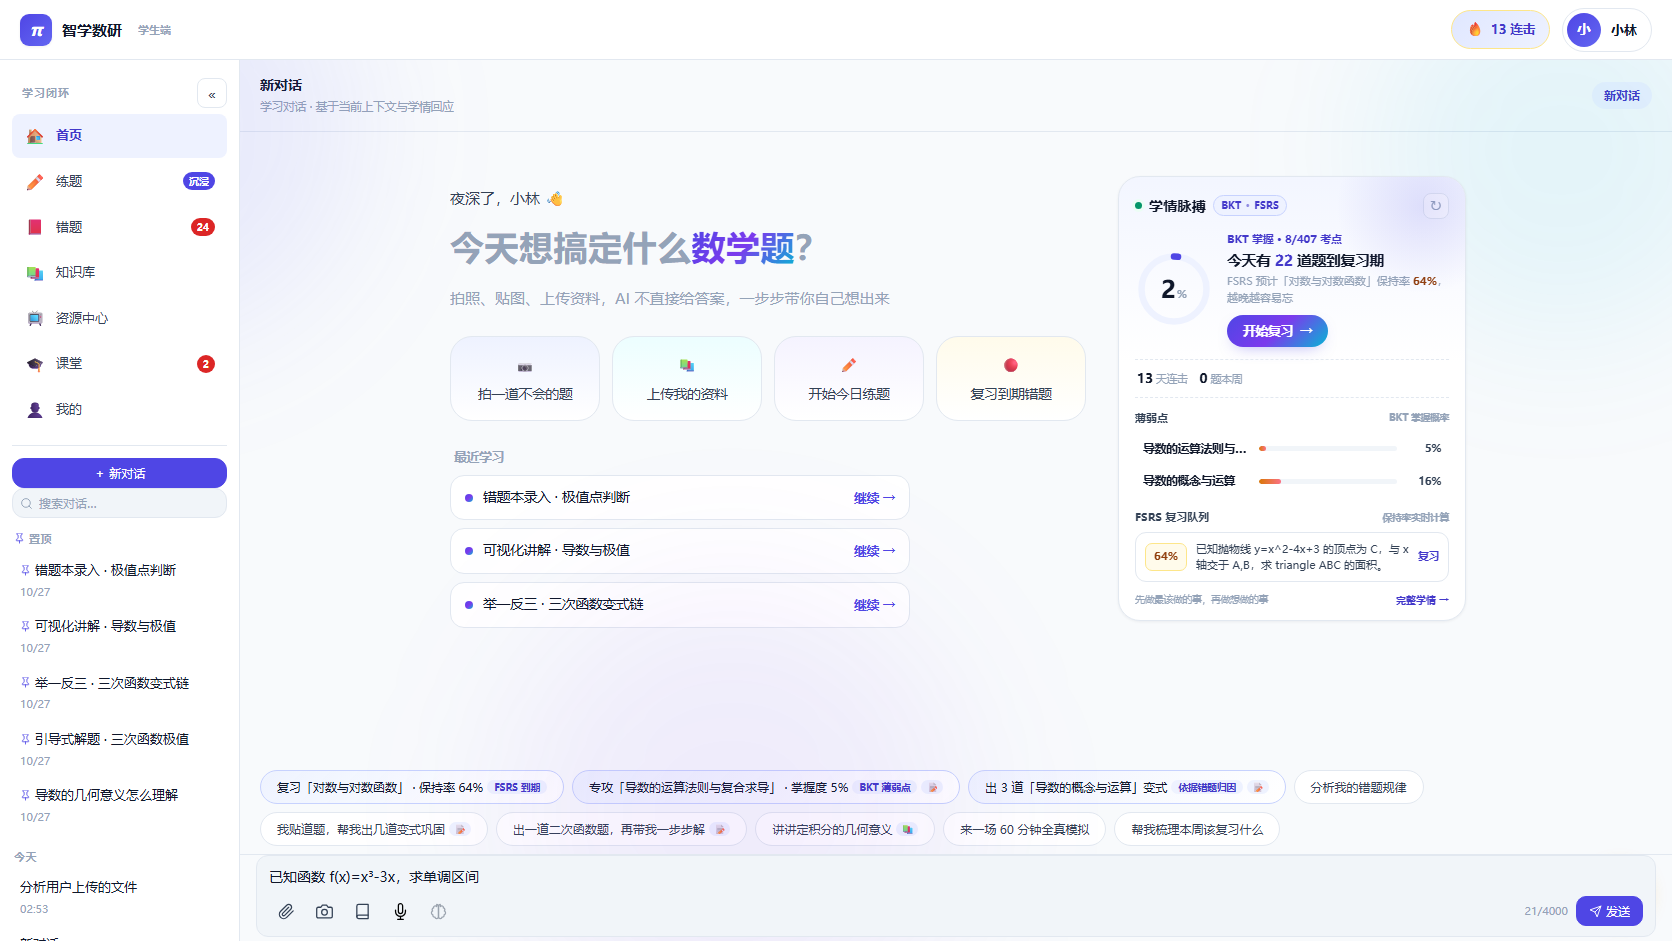 π 智学数研 学生端
13 连击
小 小林
学习闭环 «
首页
练题 沉浸
错题 24
知识库
资源中心
课堂 2
我的
+ 新对话
搜索对话...
置顶
错题本录入 · 极值点判断
10/27
可视化讲解 · 导数与极值
10/27
举一反三 · 三次函数变式链
10/27
引导式解题 · 三次函数极值
10/27
导数的几何意义怎么理解
10/27
今天
分析用户上传的文件
02:53
新对话
新对话
学习对话 · 基于当前上下文与学情回应
新对话
夜深了，小林
今天想搞定什么数学题？
拍照、贴图、上传资料，AI 不直接给答案，一步步带你自己想出来
拍一道不会的题
上传我的资料
开始今日练题
复习到期错题
最近学习
错题本录入 · 极值点判断 继续 →
可视化讲解 · 导数与极值 继续 →
举一反三 · 三次函数变式链 继续 →
学情脉搏 BKT · FSRS ↻
2%
BKT 掌握 • 8/407 考点
今天有 22 道题到复习期
FSRS 预计「对数与对数函数」保持率 64%，
越晚越容易忘
开始复习 →
13 天连击 0 题本周
薄弱点 BKT 掌握概率
导数的运算法则与... 5%
导数的概念与运算 16%
FSRS 复习队列 保持率实时计算
64% 已知抛物线 y=x^2-4x+3 的顶点为 C，与 x
轴交于 A,B，求 triangle ABC 的面积。 复习
先做最该做的事，再做想做的事 完整学情 →
复习「对数与对数函数」 · 保持率 64% FSRS 到期
专攻「导数的运算法则与复合求导」 · 掌握度 5% BKT 薄弱点
出 3 道「导数的概念与运算」变式 依据错题归因
分析我的错题规律
我贴道题，帮我出几道变式巩固
出一道二次函数题，再带我一步步解
讲讲定积分的几何意义
来一场 60 分钟全真模拟
帮我梳理本周该复习什么
已知函数 f(x)=x³-3x，求单调区间
21/4000 发送